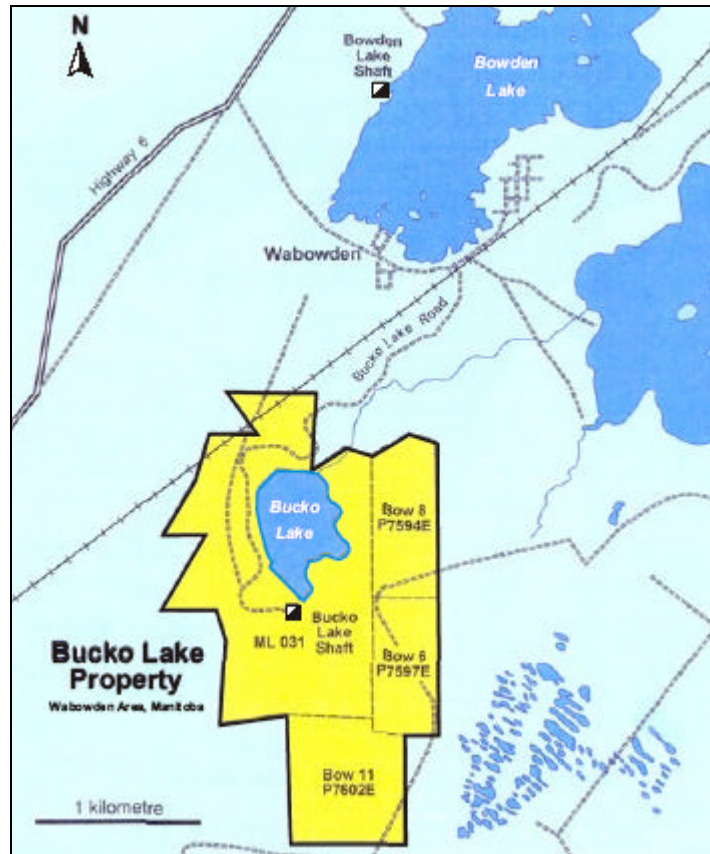 N
Bowden
Lake
Shaft
Bowden
Lake
Highway 6
Wabowden
Bucko Lake Road
Bucko
Lake
Bow 8
P7594E
ML 031
Bucko
Lake
Shaft
Bow 6
P7597E
Bucko Lake
Property
Wabowden Area, Manitoba
Bow 11
P7602E
1 kilometre